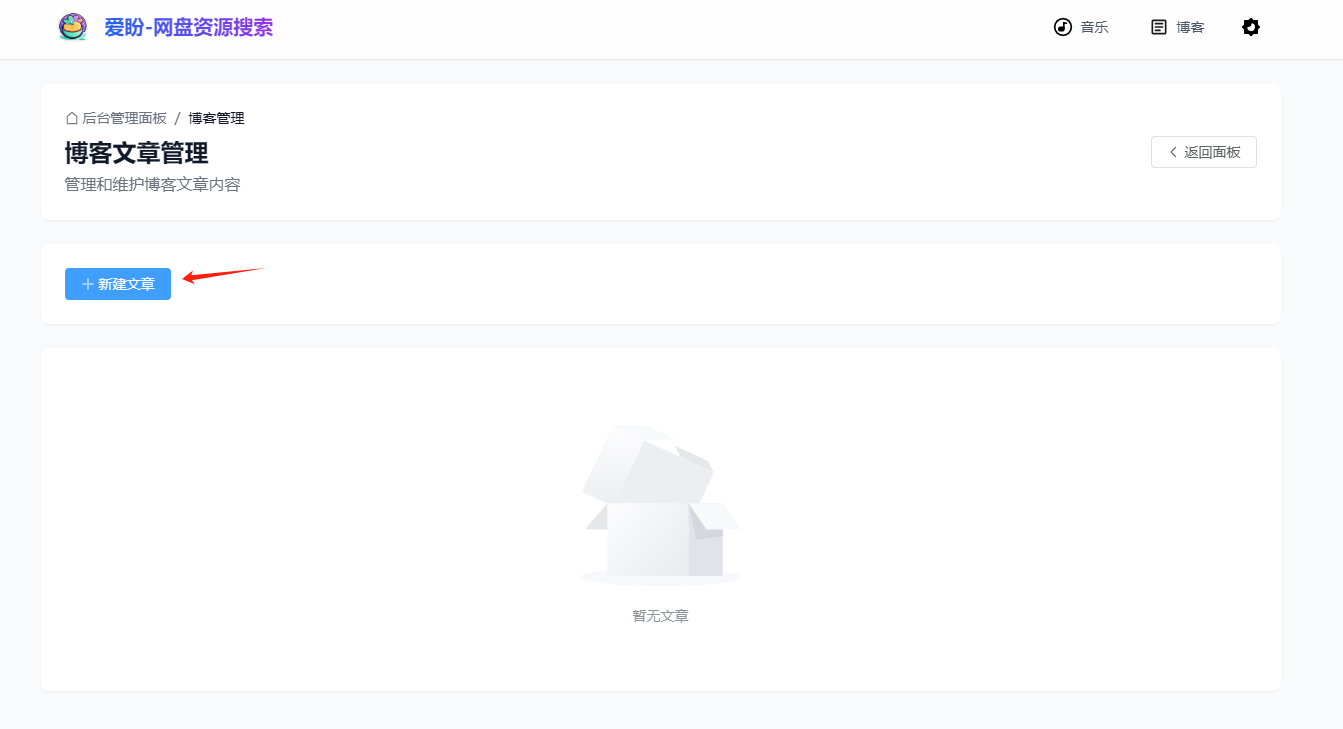 爱盼-网盘资源搜索
音乐
博客
后台管理面板 / 博客管理
博客文章管理
管理和维护博客文章内容
返回面板
新建文章
暂无文章